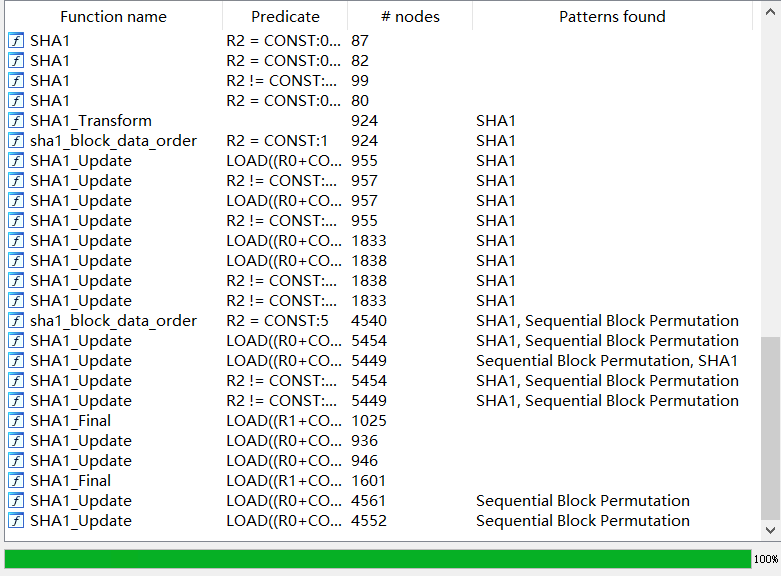 Function name Predicate # nodes Patterns found
SHA1 R2 = CONST:0... 87
SHA1 R2 = CONST:0... 82
SHA1 R2 != CONST:... 99
SHA1 R2 = CONST:0... 80
SHA1_Transform 924 SHA1
sha1_block_data_order R2 = CONST:1 924 SHA1
SHA1_Update LOAD((R0+CO... 955 SHA1
SHA1_Update R2 != CONST:... 957 SHA1
SHA1_Update LOAD((R0+CO... 957 SHA1
SHA1_Update R2 != CONST:... 955 SHA1
SHA1_Update LOAD((R0+CO... 1833 SHA1
SHA1_Update LOAD((R0+CO... 1838 SHA1
SHA1_Update R2 != CONST:... 1838 SHA1
SHA1_Update R2 != CONST:... 1833 SHA1
sha1_block_data_order R2 = CONST:5 4540 SHA1, Sequential Block Permutation
SHA1_Update LOAD((R0+CO... 5454 SHA1, Sequential Block Permutation
SHA1_Update LOAD((R0+CO... 5449 Sequential Block Permutation, SHA1
SHA1_Update R2 != CONST:... 5454 SHA1, Sequential Block Permutation
SHA1_Update R2 != CONST:... 5449 SHA1, Sequential Block Permutation
SHA1_Final LOAD((R1+CO... 1025
SHA1_Update LOAD((R0+CO... 936
SHA1_Update LOAD((R0+CO... 946
SHA1_Final LOAD((R1+CO... 1601
SHA1_Update LOAD((R0+CO... 4561 Sequential Block Permutation
SHA1_Update LOAD((R0+CO... 4552 Sequential Block Permutation
100%